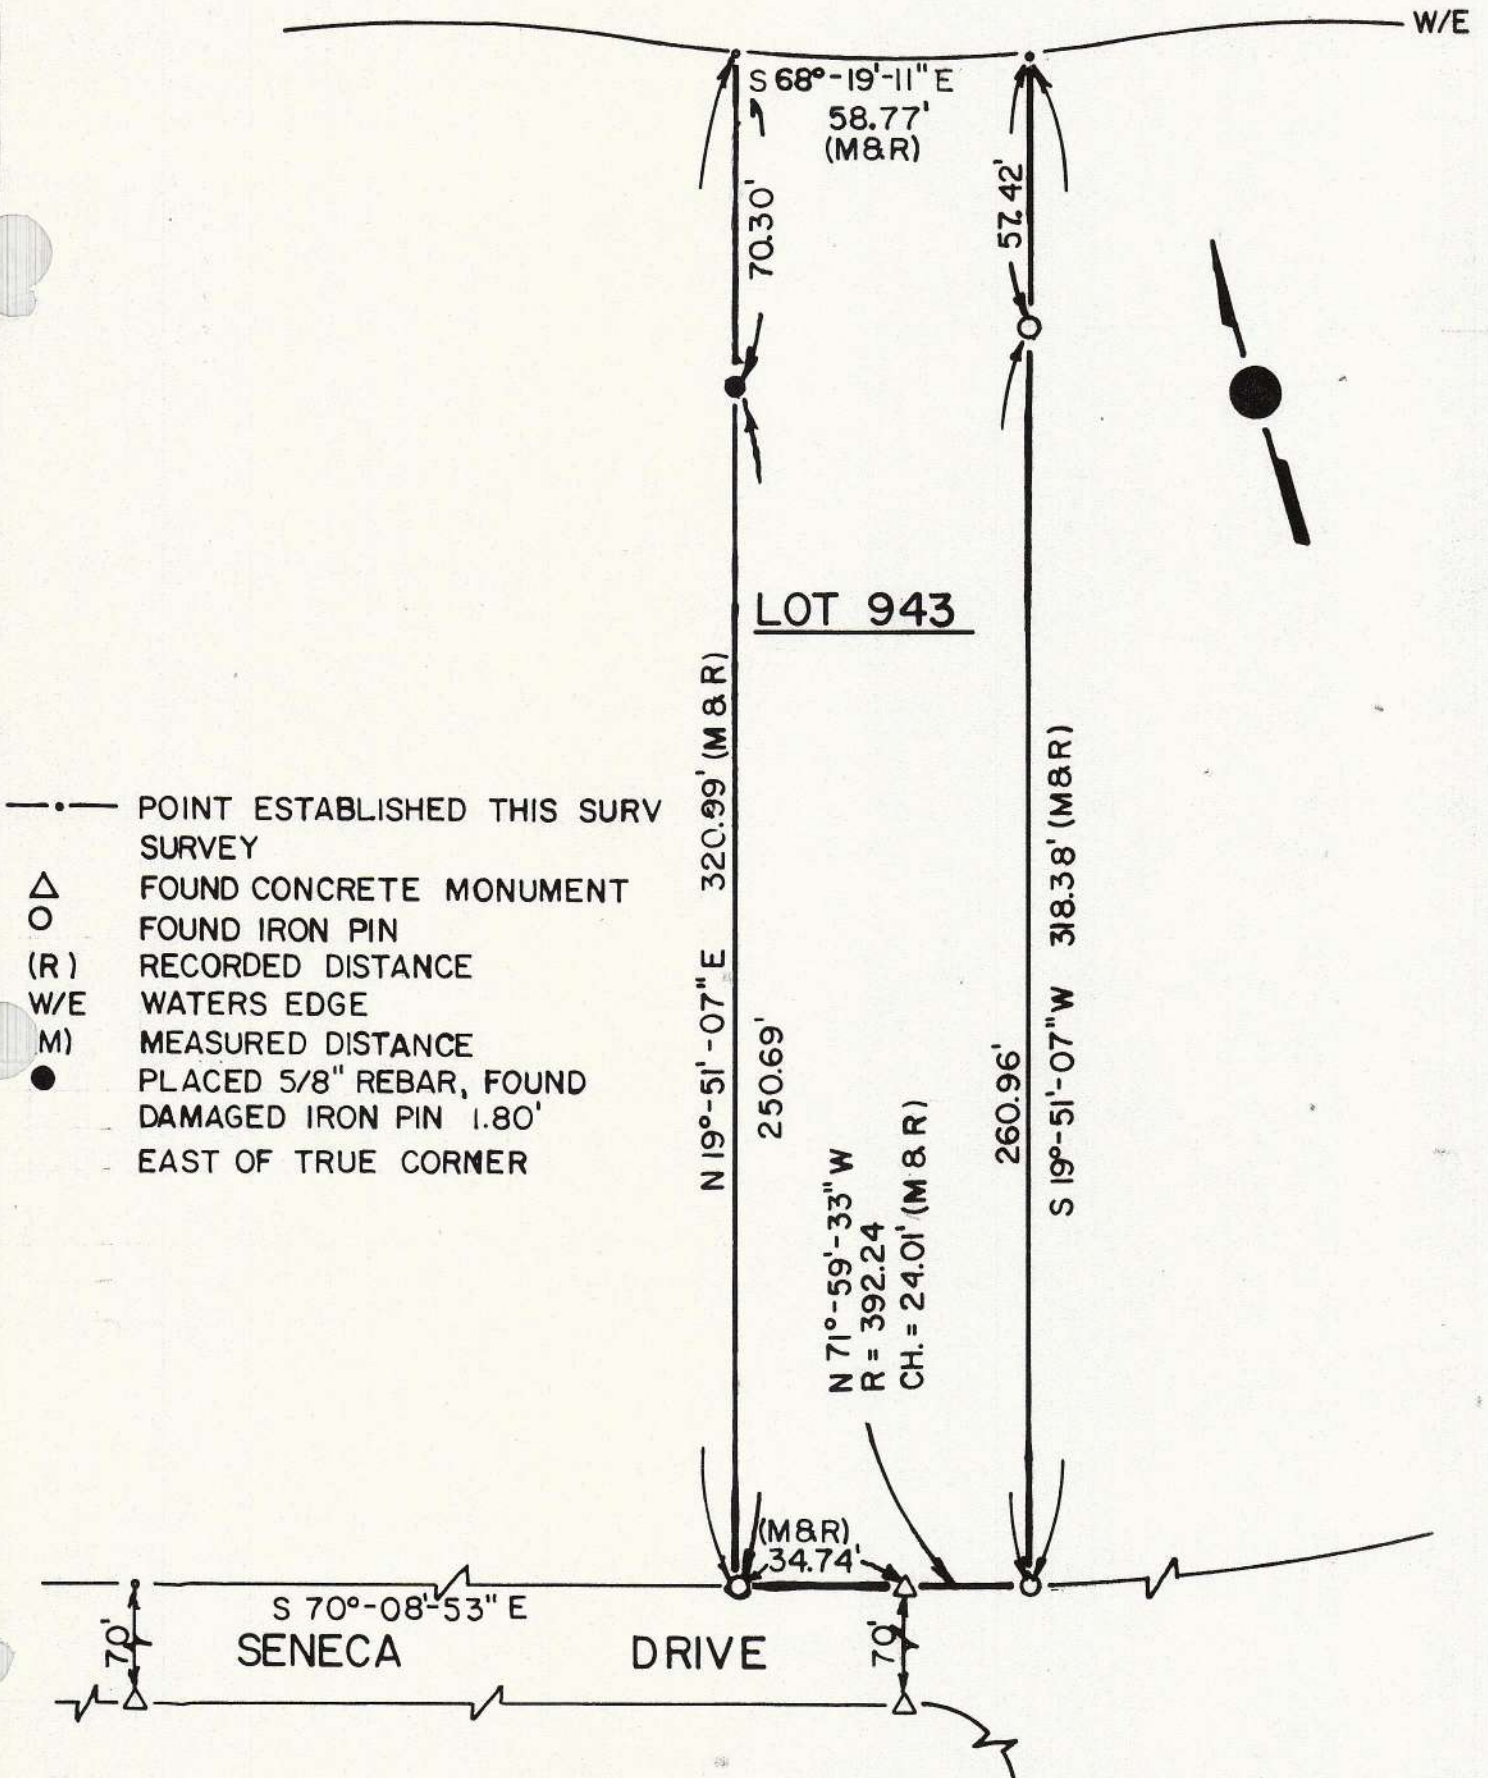 W/E
S 68°-19'-11" E
58.77'
(M&R)
70.30'
57.42'
LOT 943
N 19°-51'-07" E 320.99' (M & R)
250.69'
260.96'
S 19°-51'-07" W 318.38' (M&R)
POINT ESTABLISHED THIS SURV
SURVEY
FOUND CONCRETE MONUMENT
FOUND IRON PIN
(R) RECORDED DISTANCE
W/E WATERS EDGE
M) MEASURED DISTANCE
PLACED 5/8" REBAR, FOUND
DAMAGED IRON PIN 1.80'
EAST OF TRUE CORNER
N 71°-59'-33" W
R = 392.24
CH. = 24.01' (M & R)
(M&R)
34.74'
S 70°-08'-53" E
70'
SENECA DRIVE
70'